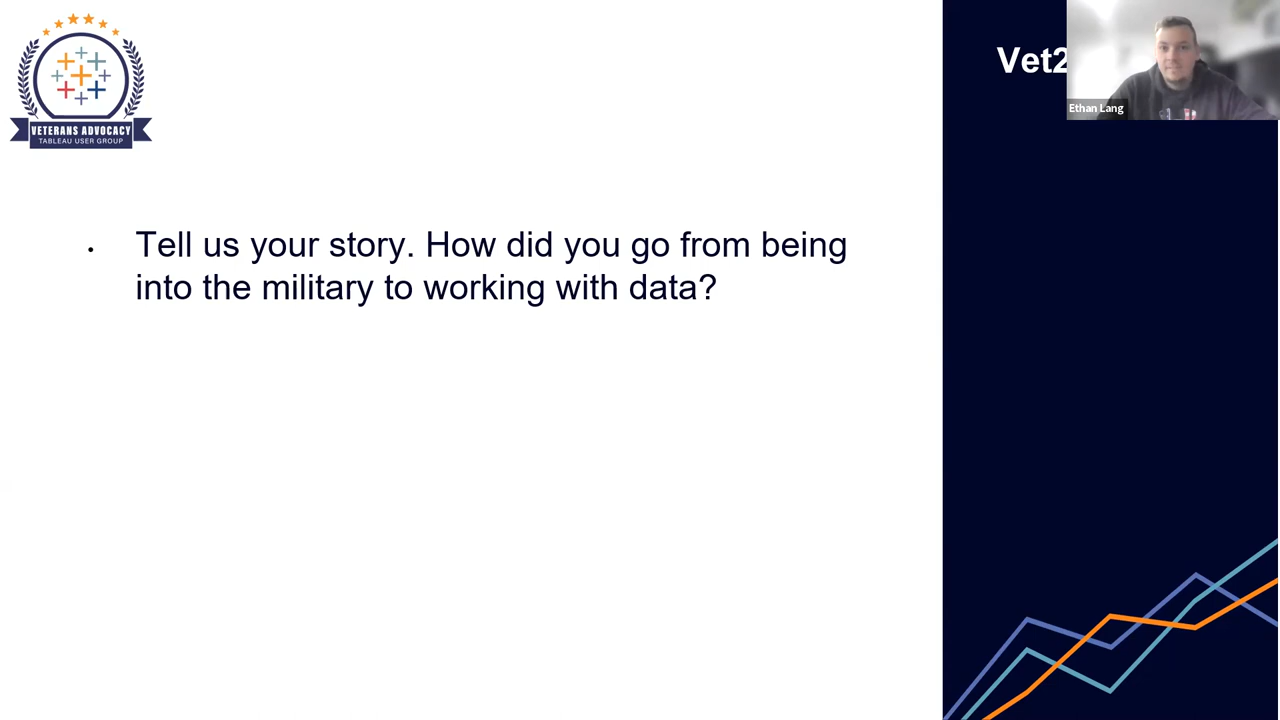 VETERANS ADVOCACY
TABLEAU USER GROUP
Vet2
Ethan Lang
• Tell us your story. How did you go from being
into the military to working with data?